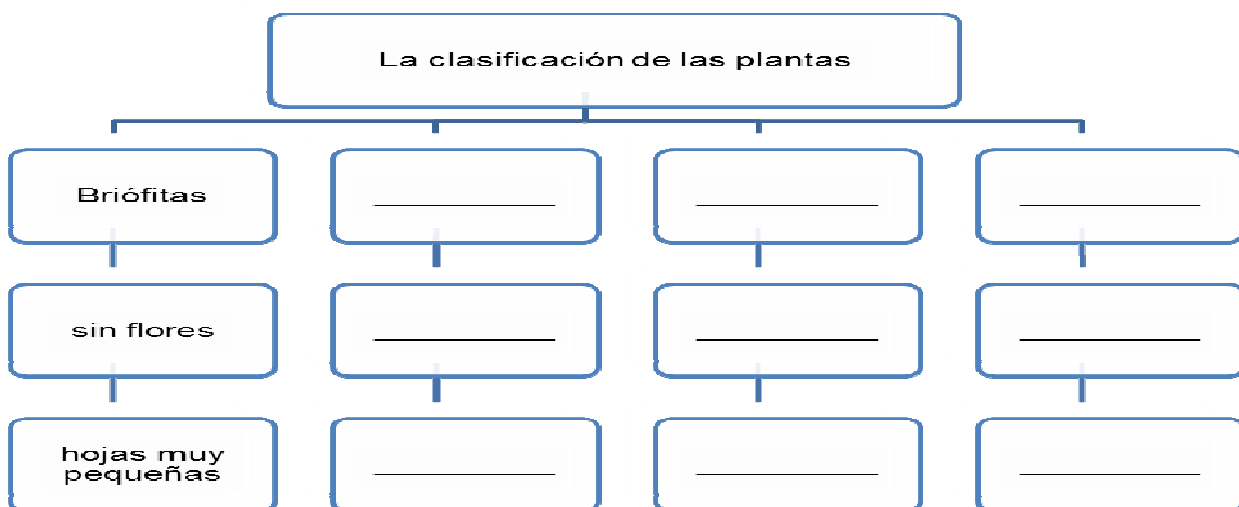 La clasificación de las plantas
Briófitas
sin flores
hojas muy
pequeñas